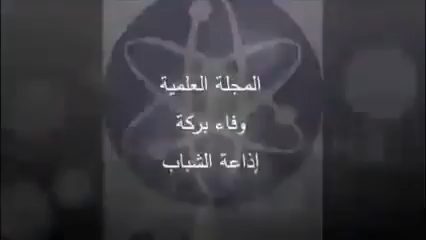 المجلة العلمية
وفاء بركة
إذاعة الشباب